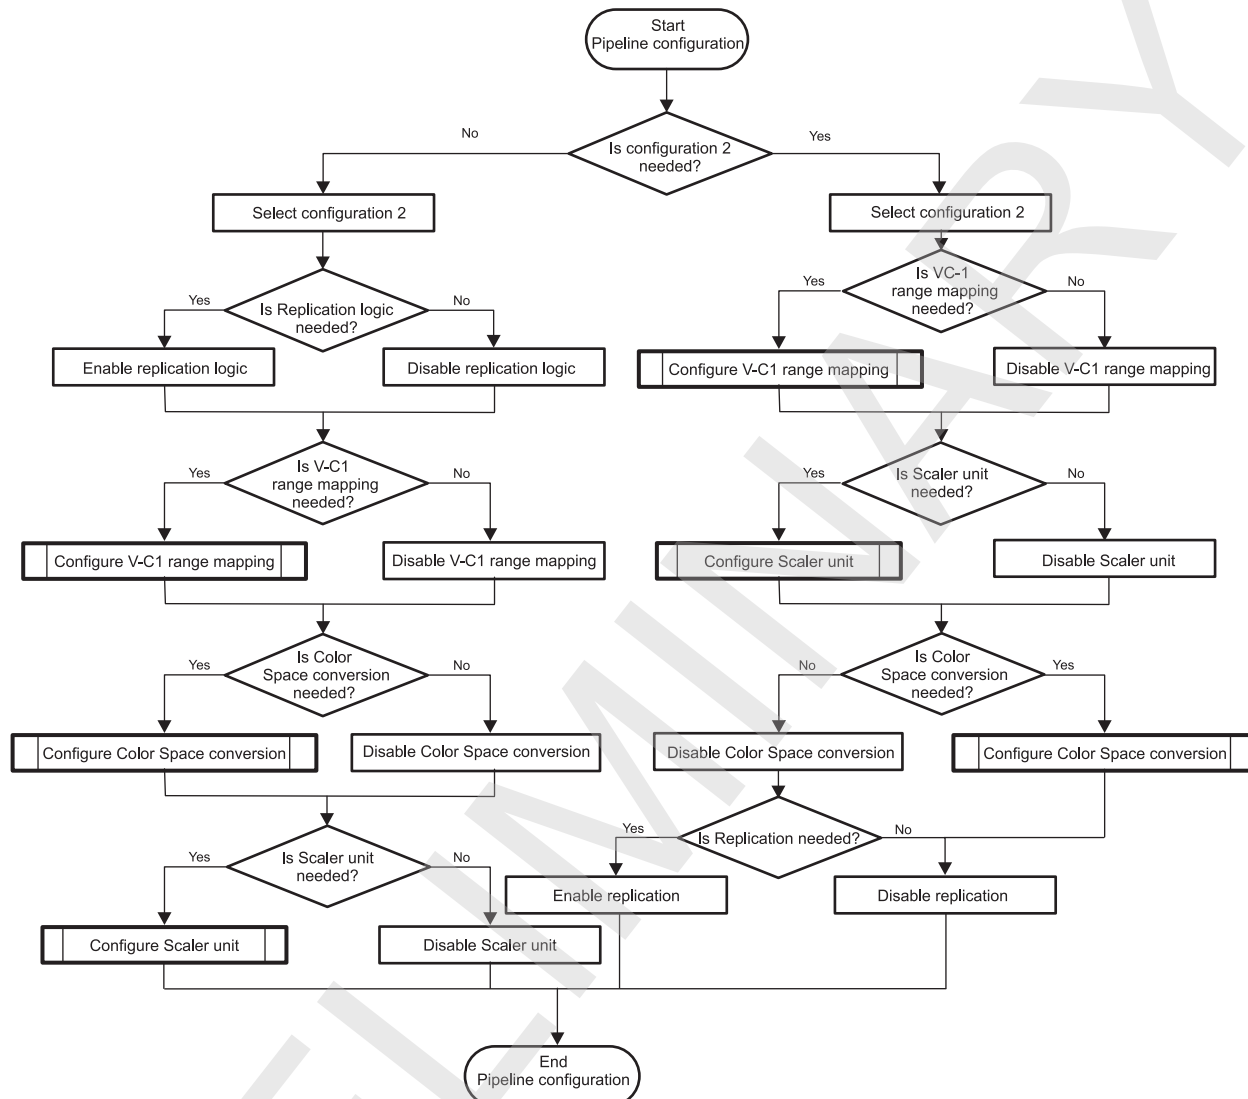 Start
Pipeline configuration
No
Is configuration 2
needed?
Yes
Select configuration 2
Select configuration 2
Yes
Is Replication logic
needed?
No
Yes
Is VC-1
range mapping
needed?
No
Enable replication logic
Disable replication logic
Configure V-C1 range mapping
Disable V-C1 range mapping
Yes
Is V-C1
range mapping
needed?
No
Yes
Is Scaler unit
needed?
No
Configure V-C1 range mapping
Disable V-C1 range mapping
Configure Scaler unit
Disable Scaler unit
Yes
Is Color
Space conversion
needed?
No
No
Is Color
Space conversion
needed?
Yes
Configure Color Space conversion
Disable Color Space conversion
Disable Color Space conversion
Configure Color Space conversion
Yes
Is Scaler unit
needed?
No
Yes
Is Replication needed?
No
Enable replication
Disable replication
Configure Scaler unit
Disable Scaler unit
End
Pipeline configuration
ELIMINARY